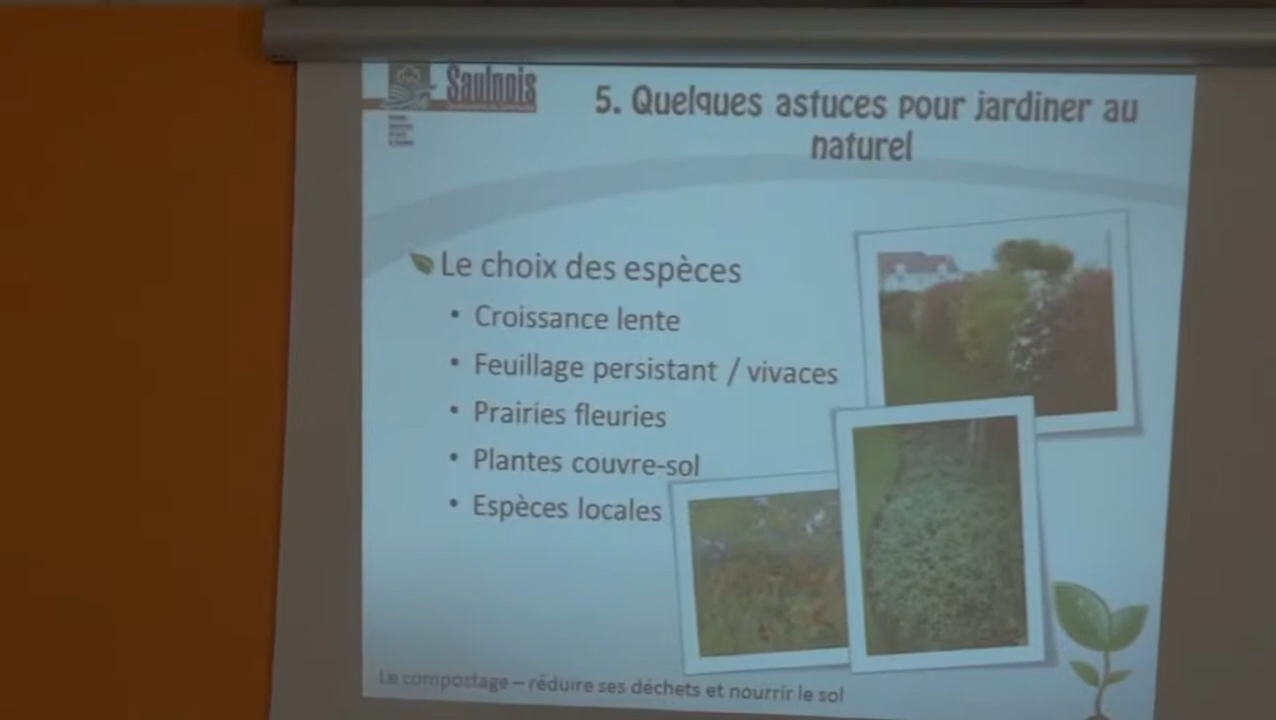 Saulnois
5. Quelques astuces pour jardiner au
naturel
Le choix des espèces
• Croissance lente
• Feuillage persistant / vivaces
• Prairies fleuries
• Plantes couvre-sol
• Espèces locales
Le compostage – réduire ses déchets et nourrir le sol